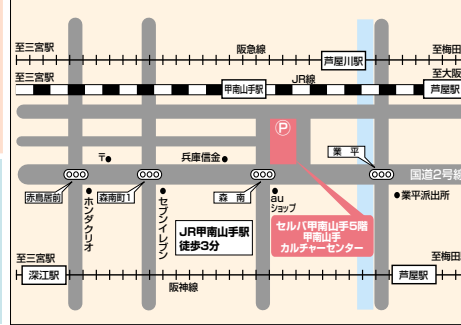 至三宮駅
阪急線
芦屋川駅
至梅田
至三宮駅
甲南山手駅
JR線
至大阪
芦屋駅
P
〒
兵庫信金
業 平
国道2号線
赤鳥居前
森南町1
森 南
ホンダクリオ
セブンイレブン
au
ショップ
業平派出所
JR甲南山手駅
徒歩3分
セルバ甲南山手5階
甲南山手
カルチャーセンター
至三宮駅
深江駅
阪神線
至梅田
芦屋駅